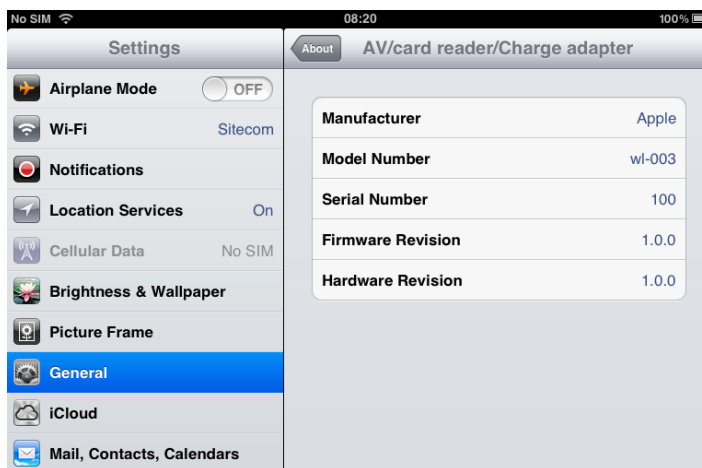 No SIM 08:20 100%
Settings
About AV/card reader/Charge adapter
Airplane Mode OFF
Wi-Fi Sitecom
Notifications
Location Services On
Cellular Data No SIM
Brightness & Wallpaper
Picture Frame
General
iCloud
Mail, Contacts, Calendars
Manufacturer Apple
Model Number wl-003
Serial Number 100
Firmware Revision 1.0.0
Hardware Revision 1.0.0